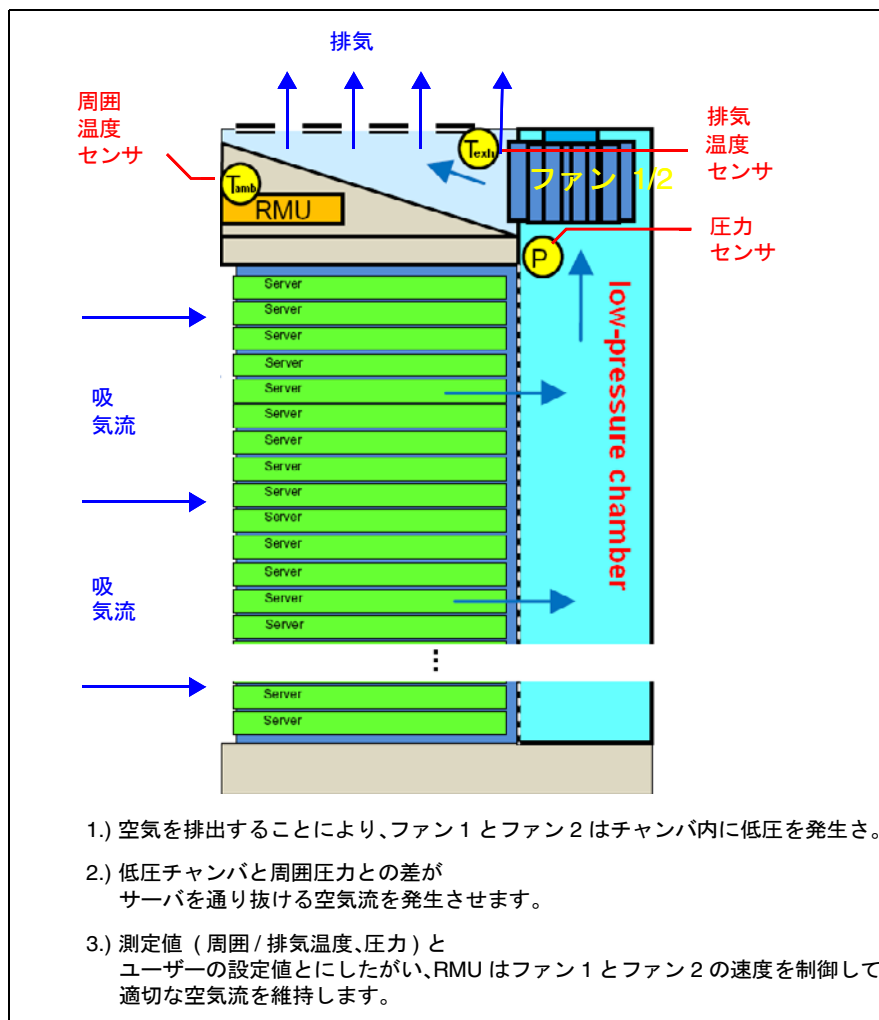 排気
周囲
温度
センサ
Texh
排気
温度
センサ
Tamb
ファン 1/2
RMU
圧力
センサ
P
low-pressure chamber
Server
Server
Server
Server
Server
Server
Server
Server
Server
Server
Server
Server
Server
Server
吸
気流
吸
気流
⋮
Server
Server
1.) 空気を排出することにより、ファン 1 とファン 2 はチャンバ内に低圧を発生さ。
2.) 低圧チャンバと周囲圧力との差が
サーバを通り抜ける空気流を発生させます。
3.) 測定値 ( 周囲 / 排気温度、圧力 ) と
ユーザーの設定値とにしたがい、RMU はファン 1 とファン 2 の速度を制御して
適切な空気流を維持します。